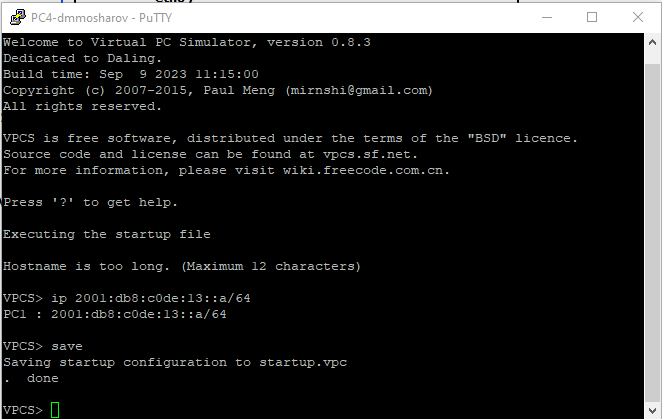 PC4-dmmosharov - PuTTY
Welcome to Virtual PC Simulator, version 0.8.3
Dedicated to Daling.
Build time: Sep  9 2023 11:15:00
Copyright (c) 2007-2015, Paul Meng (mirnshi@gmail.com)
All rights reserved.
VPCS is free software, distributed under the terms of the "BSD" licence.
Source code and license can be found at vpcs.sf.net.
For more information, please visit wiki.freecode.com.cn.
Press '?' to get help.
Executing the startup file
Hostname is too long. (Maximum 12 characters)
VPCS> ip 2001:db8:c0de:13::a/64
PC1 : 2001:db8:c0de:13::a/64
VPCS> save
Saving startup configuration to startup.vpc
.  done
VPCS>